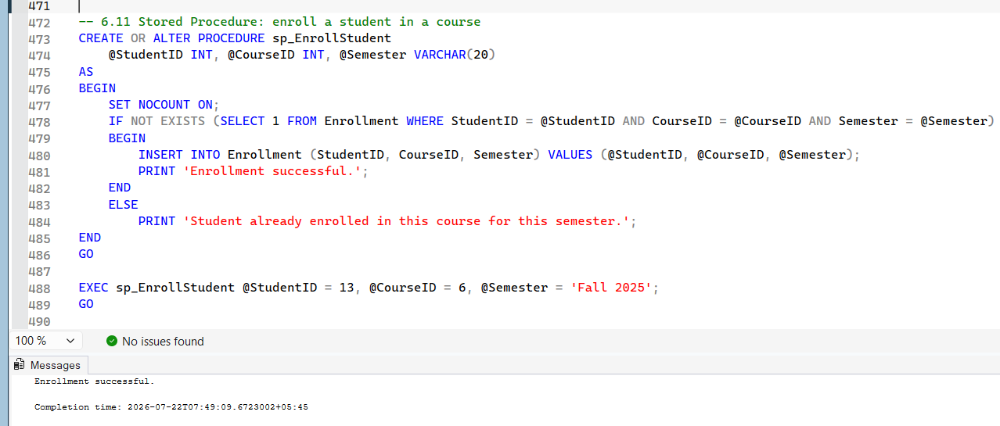 471
472 -- 6.11 Stored Procedure: enroll a student in a course
473 CREATE OR ALTER PROCEDURE sp_EnrollStudent
474     @StudentID INT, @CourseID INT, @Semester VARCHAR(20)
475 AS
476 BEGIN
477     SET NOCOUNT ON;
478     IF NOT EXISTS (SELECT 1 FROM Enrollment WHERE StudentID = @StudentID AND CourseID = @CourseID AND Semester = @Semester)
479     BEGIN
480         INSERT INTO Enrollment (StudentID, CourseID, Semester) VALUES (@StudentID, @CourseID, @Semester);
481         PRINT 'Enrollment successful.';
482     END
483     ELSE
484         PRINT 'Student already enrolled in this course for this semester.';
485 END
486 GO
487
488 EXEC sp_EnrollStudent @StudentID = 13, @CourseID = 6, @Semester = 'Fall 2025';
489 GO
490
100 % No issues found
Messages
Enrollment successful.
Completion time: 2026-07-22T07:49:09.6723002+05:45